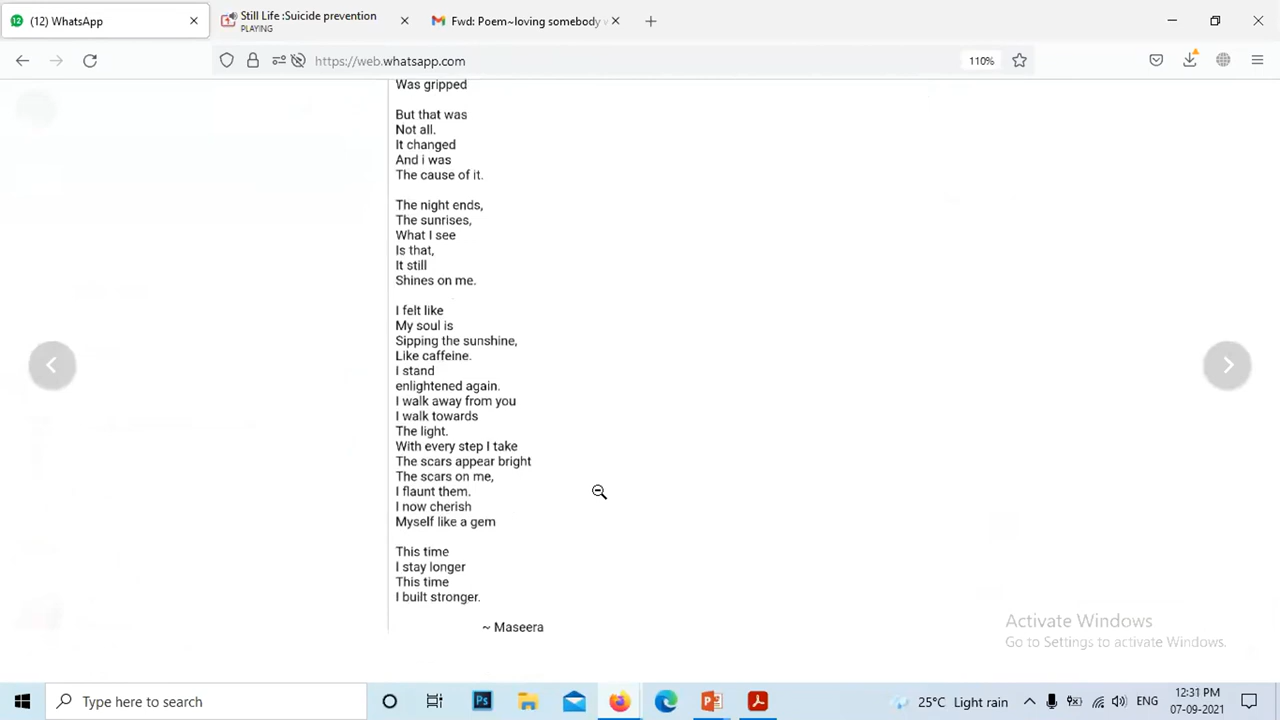 (12) WhatsApp
Still Life :Suicide prevention
PLAYING
Fwd: Poem~loving somebody w
https://web.whatsapp.com
110%
Was gripped
But that was
Not all.
It changed
And i was
The cause of it.
The night ends,
The sunrises,
What I see
Is that,
It still
Shines on me.
I felt like
My soul is
Sipping the sunshine,
Like caffeine.
I stand
enlightened again.
I walk away from you
I walk towards
The light.
With every step I take
The scars appear bright
The scars on me,
I flaunt them.
I now cherish
Myself like a gem
This time
I stay longer
This time
I built stronger.
~ Maseera
Activate Windows
Go to Settings to activate Windows.
Type here to search
25°C Light rain
ENG
12:31 PM
07-09-2021